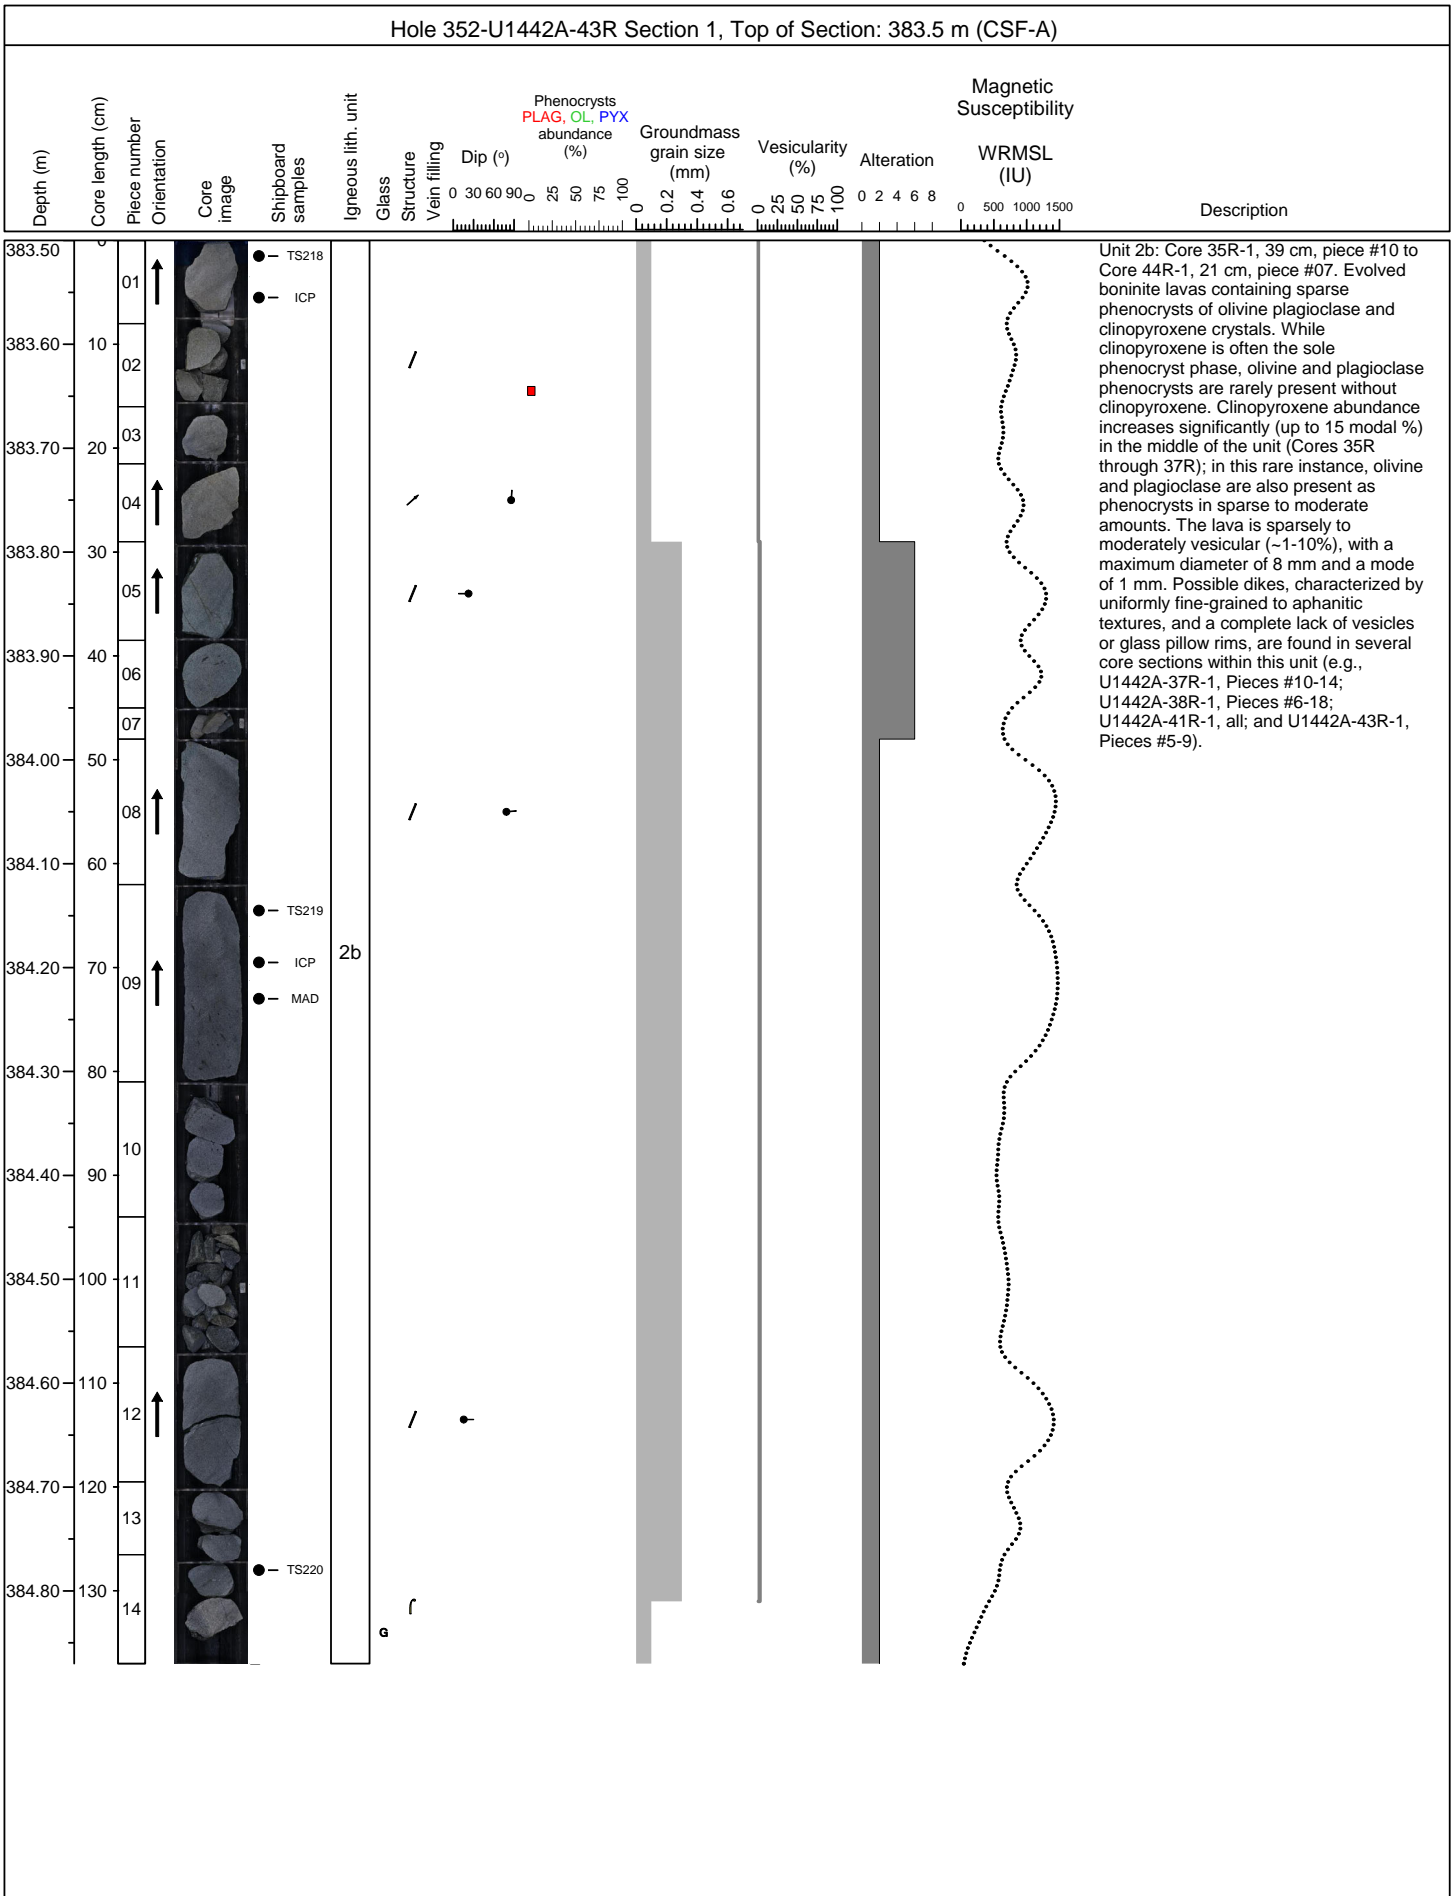 Hole 352-U1442A-43R Section 1, Top of Section: 383.5 m (CSF-A)
Depth (m)
Core length (cm)
Piece number
Orientation
Core
image
Shipboard
samples
Igneous lith. unit
Glass
Structure
Vein filling
Dip (o)
0 30 60 90
Phenocrysts
PLAG, OL, PYX
abundance
(%)
0 25 50 75 100
Groundmass
grain size
(mm)
0 0.2 0.4 0.6
Vesicularity
(%)
0 25 50 75 100
Alteration
0 2 4 6 8
Magnetic
Susceptibility
WRMSL
(IU)
0 500 1000 1500
Description
383.50
383.60
383.70
383.80
383.90
384.00
384.10
384.20
384.30
384.40
384.50
384.60
384.70
384.80
0
10
20
30
40
50
60
70
80
90
100
110
120
130
01
02
03
04
05
06
07
08
09
10
11
12
13
14
TS218
ICP
TS219
ICP
MAD
TS220
2b
G
Unit 2b: Core 35R-1, 39 cm, piece #10 to
Core 44R-1, 21 cm, piece #07. Evolved
boninite lavas containing sparse
phenocrysts of olivine plagioclase and
clinopyroxene crystals. While
clinopyroxene is often the sole
phenocryst phase, olivine and plagioclase
phenocrysts are rarely present without
clinopyroxene. Clinopyroxene abundance
increases significantly (up to 15 modal %)
in the middle of the unit (Cores 35R
through 37R); in this rare instance, olivine
and plagioclase are also present as
phenocrysts in sparse to moderate
amounts. The lava is sparsely to
moderately vesicular (~1-10%), with a
maximum diameter of 8 mm and a mode
of 1 mm. Possible dikes, characterized by
uniformly fine-grained to aphanitic
textures, and a complete lack of vesicles
or glass pillow rims, are found in several
core sections within this unit (e.g.,
U1442A-37R-1, Pieces #10-14;
U1442A-38R-1, Pieces #6-18;
U1442A-41R-1, all; and U1442A-43R-1,
Pieces #5-9).